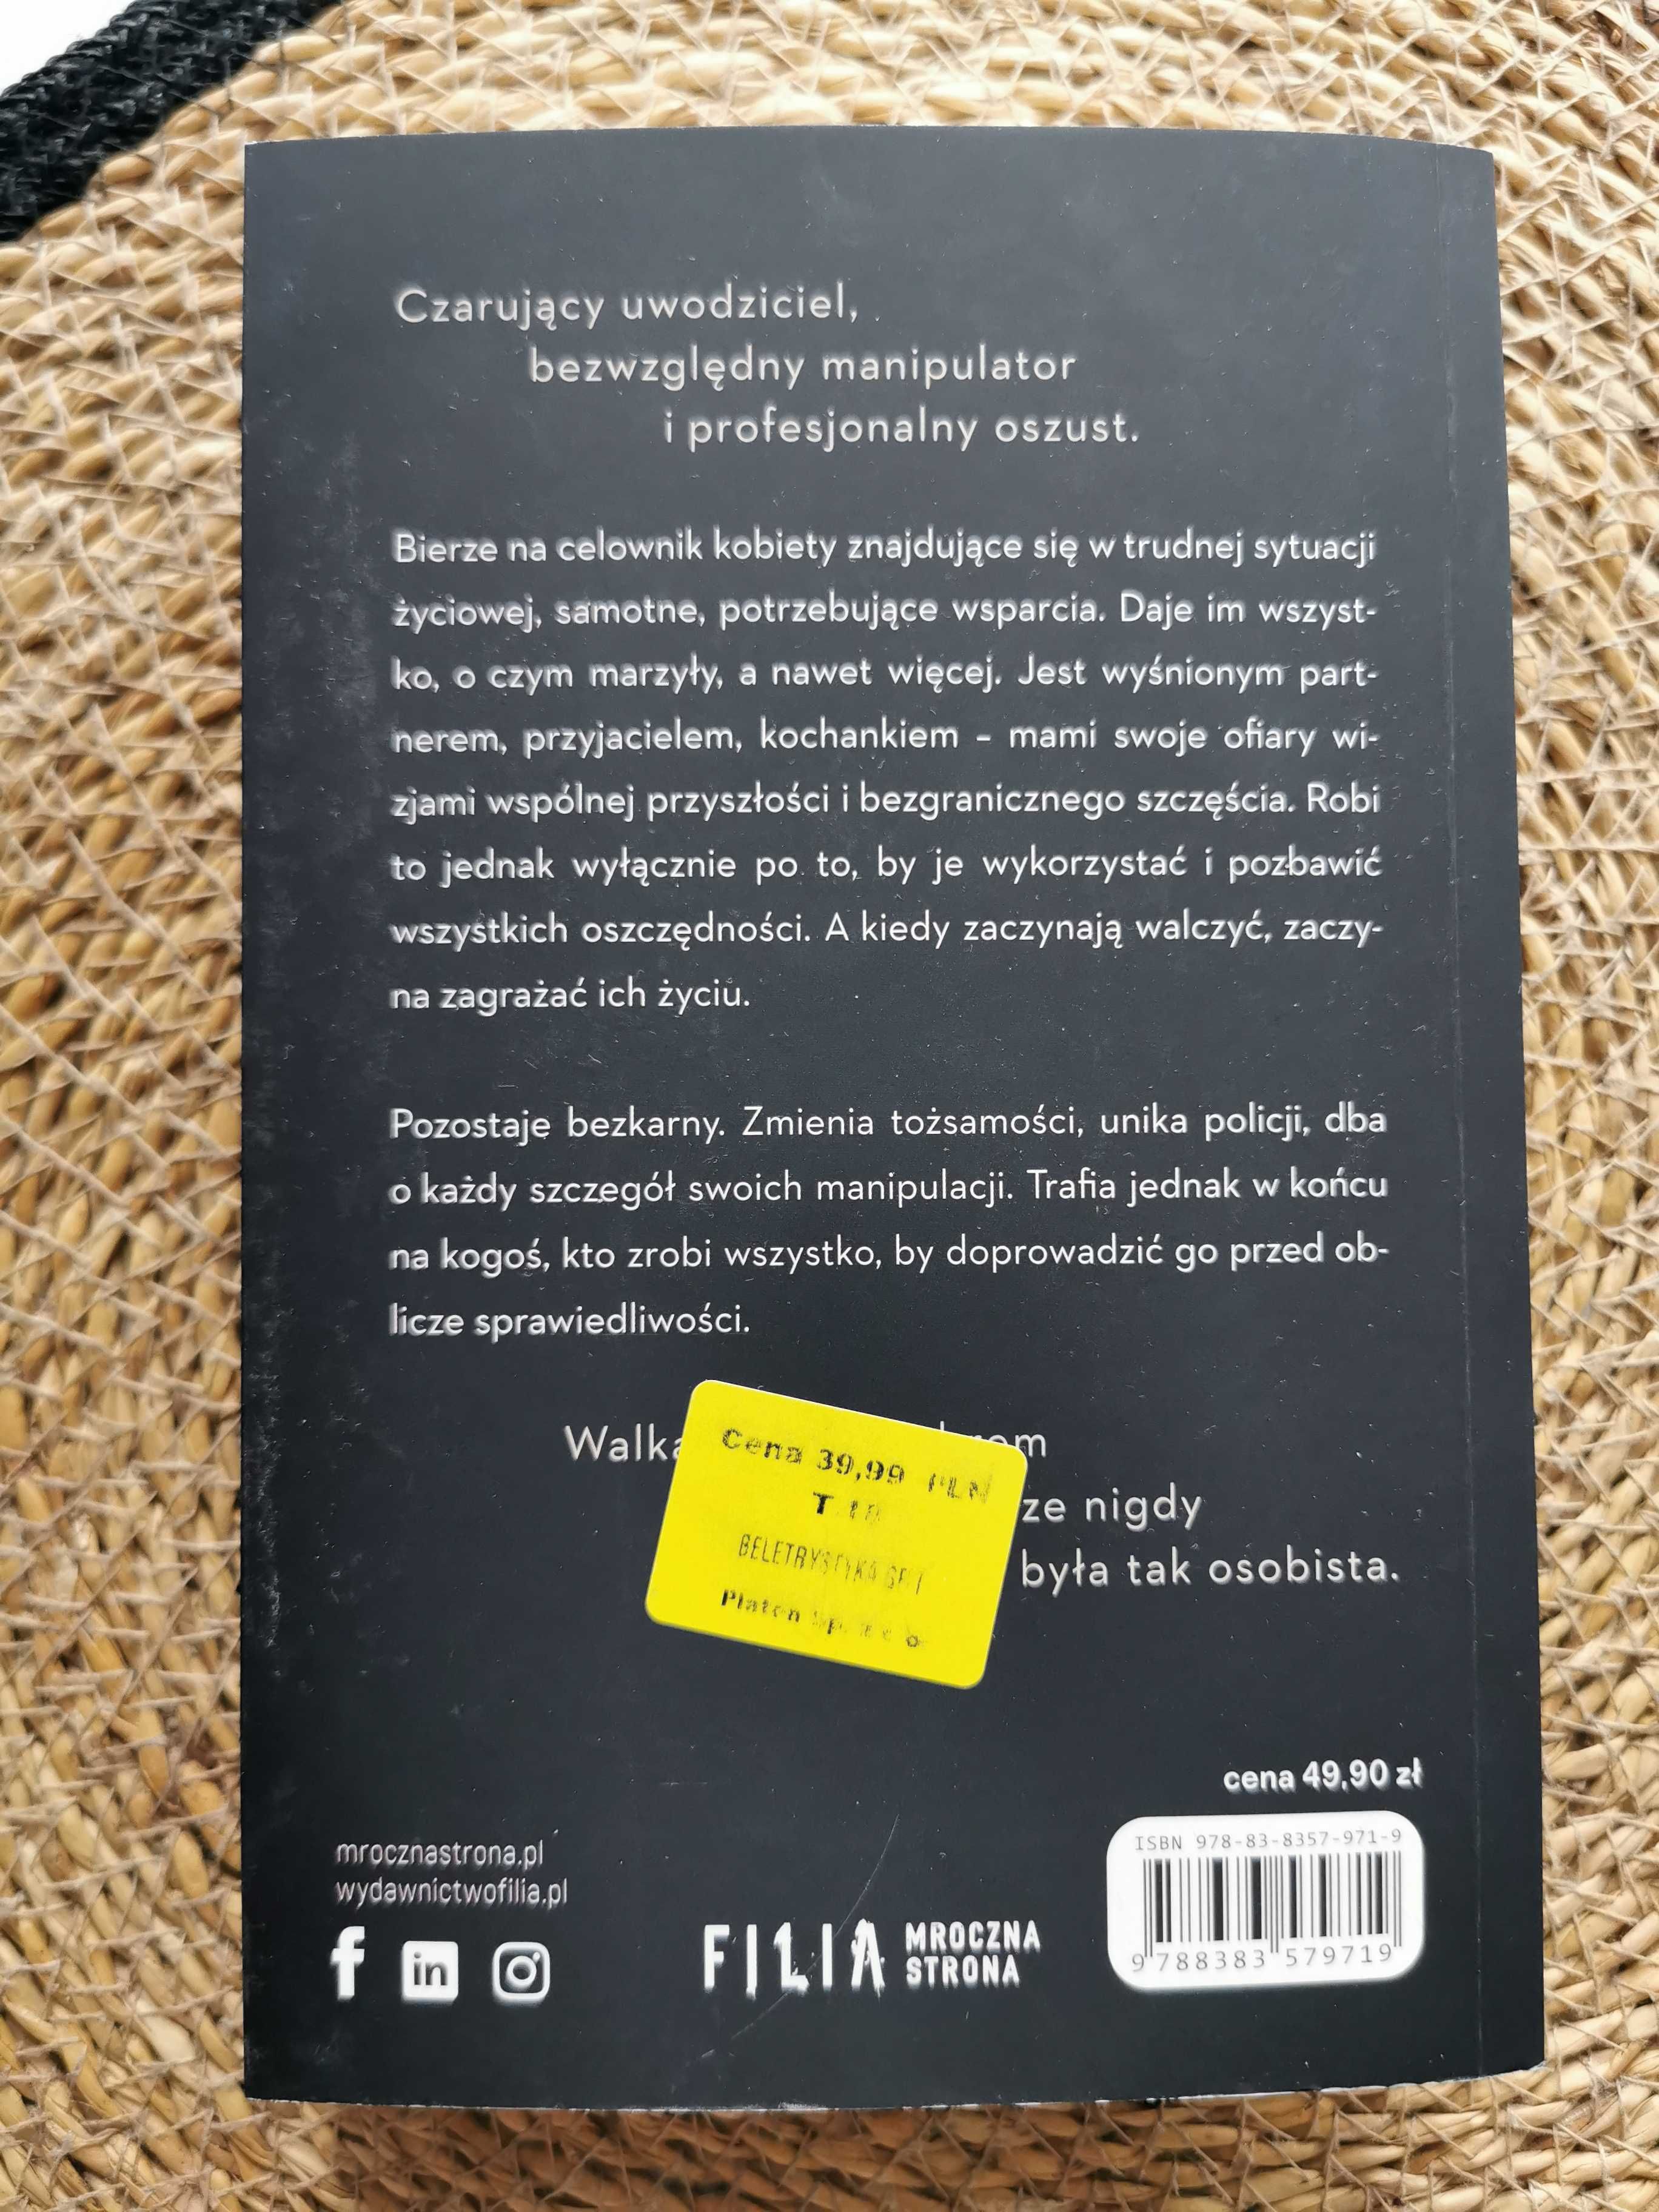 Czarujący uwodziciel,
bezwzględny manipulator
i profesjonalny oszust.
Bierze na celownik kobiety znajdujące się w trudnej sytuacji
życiowej, samotne, potrzebujące wsparcia. Daje im wszyst-
ko, o czym marzyły, a nawet więcej. Jest wyśnionym part-
nerem, przyjacielem, kochankiem – mami swoje ofiary wi-
zjami wspólnej przyszłości i bezgranicznego szczęścia. Robi
to jednak wyłącznie po to, by je wykorzystać i pozbawić
wszystkich oszczędności. A kiedy zaczynają walczyć, zaczy-
na zagrażać ich życiu.
Pozostaje bezkarny. Zmienia tożsamości, unika policji, dba
o każdy szczegół swoich manipulacji. Trafia jednak w końcu
na kogoś, kto zrobi wszystko, by doprowadzić go przed ob-
licze sprawiedliwości.
Walka
nigdy
była tak osobista.
Cena 39,99 PLN
BELETRYSTYKA
Platon Sp. z o o
cena 49,90 zł
ISBN 978-83-8357-971-9
9 788383 579719
mrocznastrona.pl
wydawnictwofilia.pl
f in
FILIA MROCZNA
STRONA